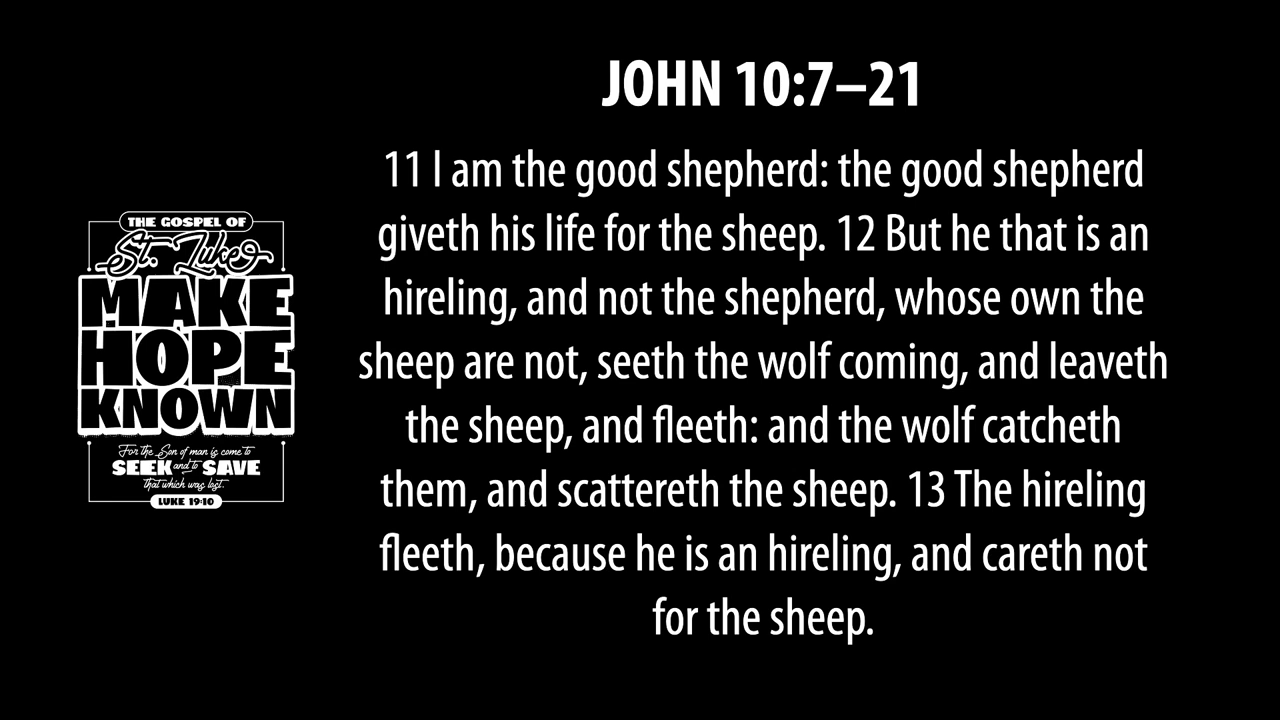 JOHN 10:7–21
11 I am the good shepherd: the good shepherd
giveth his life for the sheep. 12 But he that is an
hireling, and not the shepherd, whose own the
sheep are not, seeth the wolf coming, and leaveth
the sheep, and fleeth: and the wolf catcheth
them, and scattereth the sheep. 13 The hireling
fleeth, because he is an hireling, and careth not
for the sheep.
THE GOSPEL OF
St. Luke
MAKE
HOPE
KNOWN
For the Son of man is come to
SEEK and to SAVE
that which was lost.
LUKE 19:10